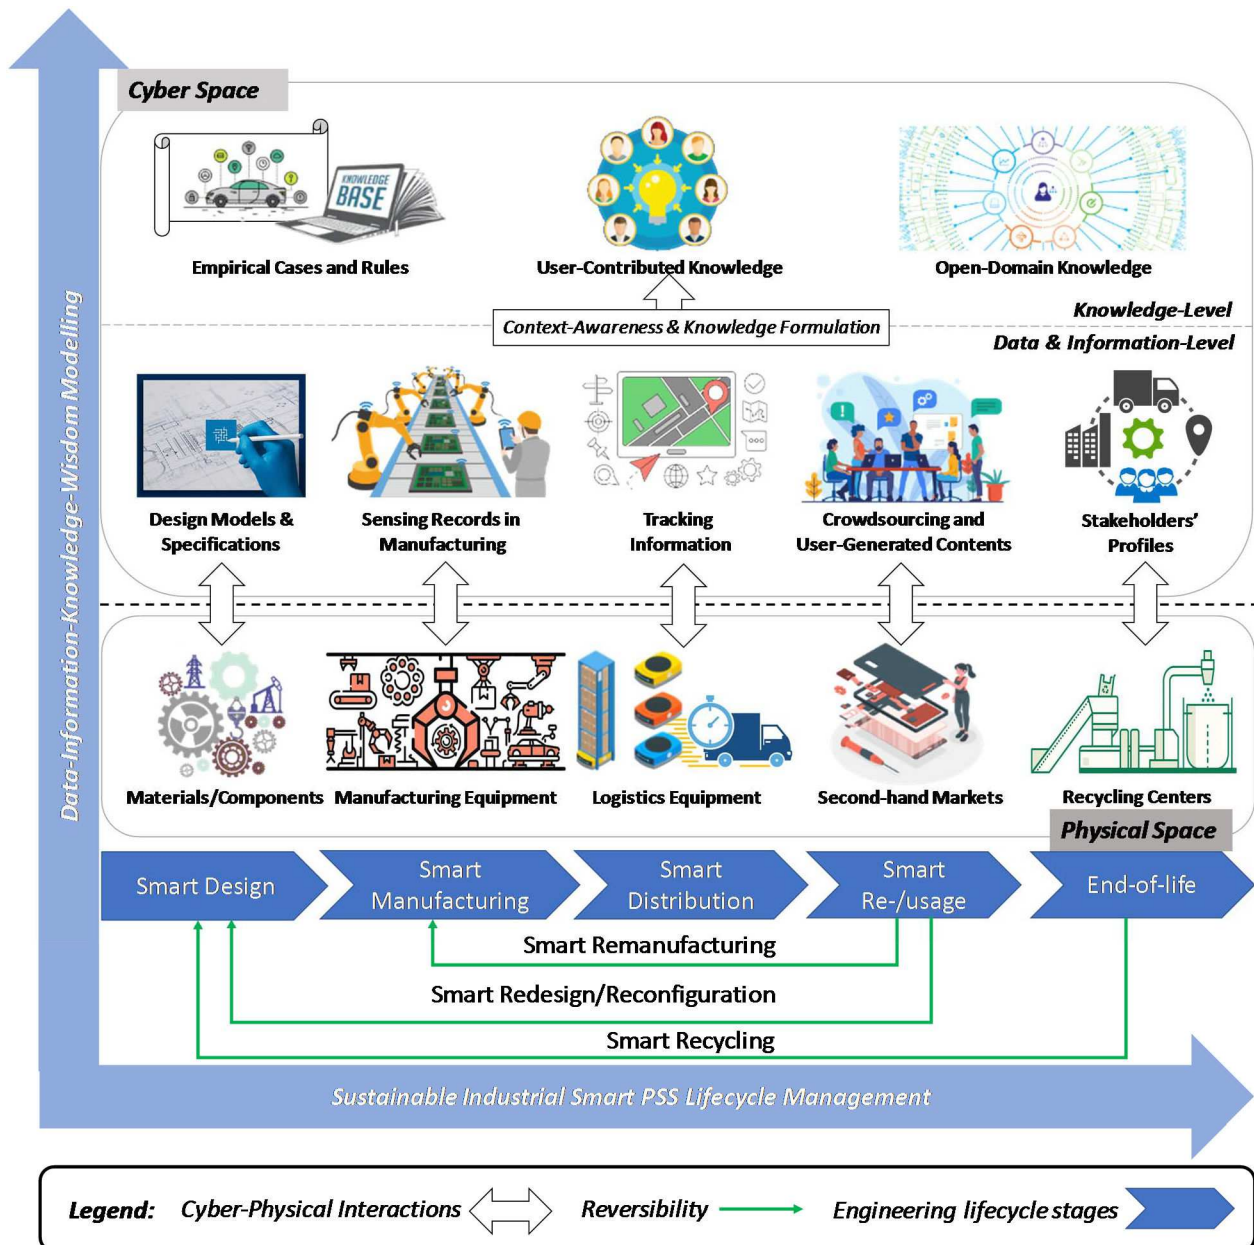 Cyber Space
KNOWLEDGE
BASE
Empirical Cases and Rules
User-Contributed Knowledge
Open-Domain Knowledge
Knowledge-Level
Context-Awareness & Knowledge Formulation
Data & Information-Level
Design Models &
Specifications
Sensing Records in
Manufacturing
Tracking
Information
Crowdsourcing and
User-Generated Contents
Stakeholders'
Profiles
Materials/Components
Manufacturing Equipment
Logistics Equipment
Second-hand Markets
Recycling Centers
Physical Space
Data-Information-Knowledge-Wisdom Modelling
Smart Design
Smart
Manufacturing
Smart
Distribution
Smart
Re-/usage
End-of-life
Smart Remanufacturing
Smart Redesign/Reconfiguration
Smart Recycling
Sustainable Industrial Smart PSS Lifecycle Management
Legend: Cyber-Physical Interactions Reversibility Engineering lifecycle stages